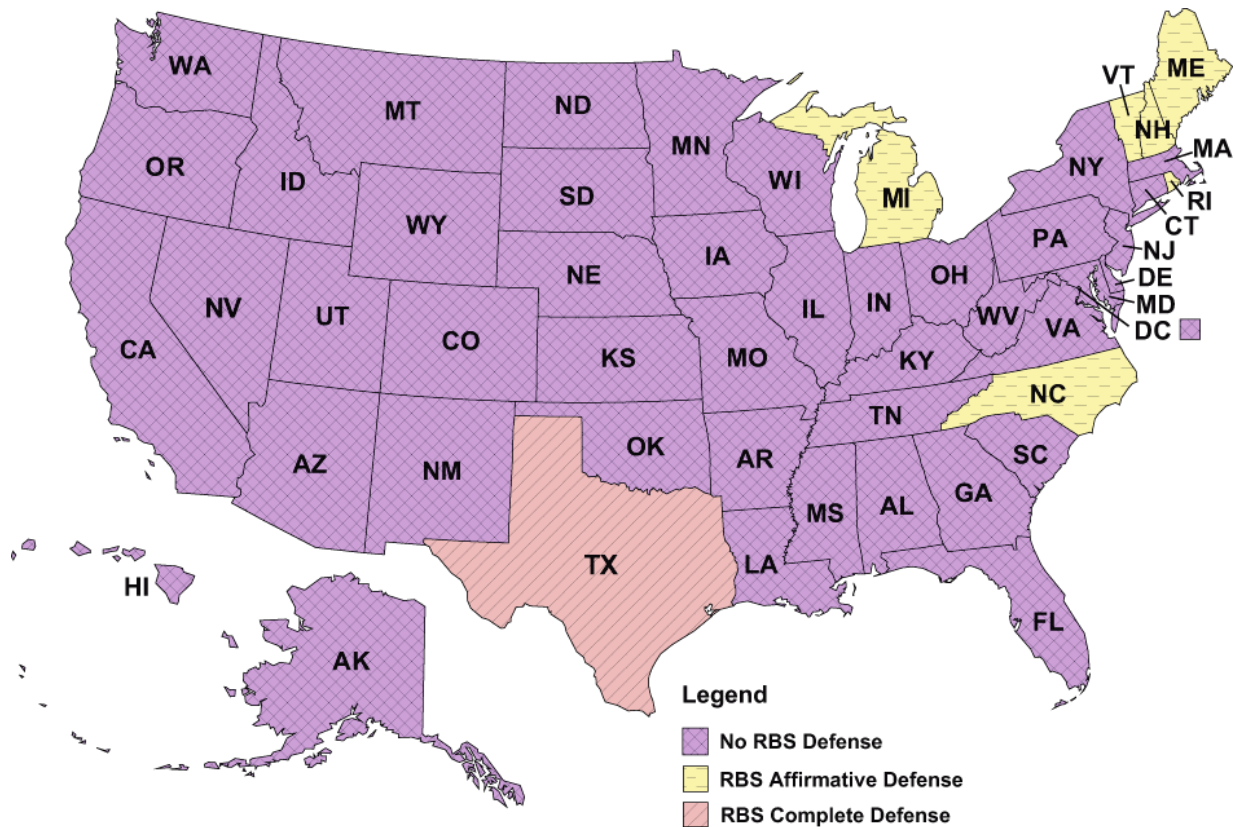 WA
MT
ND
MN
VT
ME
NH
MA
OR
ID
SD
WI
NY
MI
RI
WY
CT
IA
PA
NJ
NE
OH
DE
NV
IL
IN
MD
UT
WV
DC
CA
CO
VA
KS
MO
KY
NC
TN
OK
AR
SC
AZ
NM
MS
AL
GA
TX
LA
HI
FL
AK
Legend
No RBS Defense
RBS Affirmative Defense
RBS Complete Defense